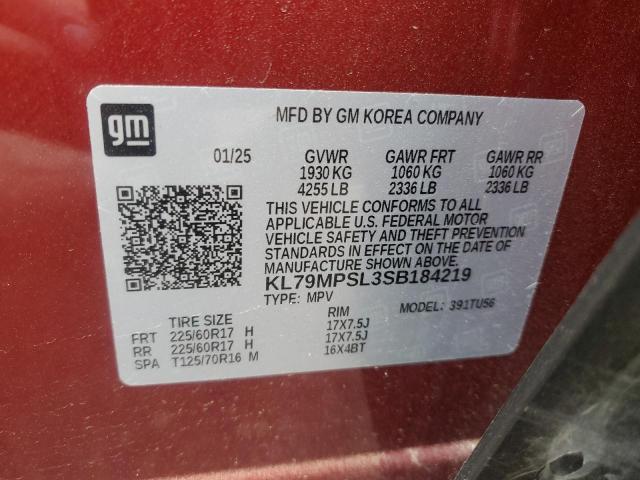 gm
MFD BY GM KOREA COMPANY
01/25 GVWR GAWR FRT GAWR RR
1930 KG 1060 KG 1060 KG
4255 LB 2336 LB 2336 LB
THIS VEHICLE CONFORMS TO ALL
APPLICABLE U.S. FEDERAL MOTOR
VEHICLE SAFETY AND THEFT PREVENTION
STANDARDS IN EFFECT ON THE DATE OF
MANUFACTURE SHOWN ABOVE.
KL79MPSL3SB184219
TYPE: MPV MODEL: 391TU56
TIRE SIZE RIM
FRT 225/60R17 H 17X7.5J
RR 225/60R17 H 17X7.5J
SPA T125/70R16 M 16X4BT